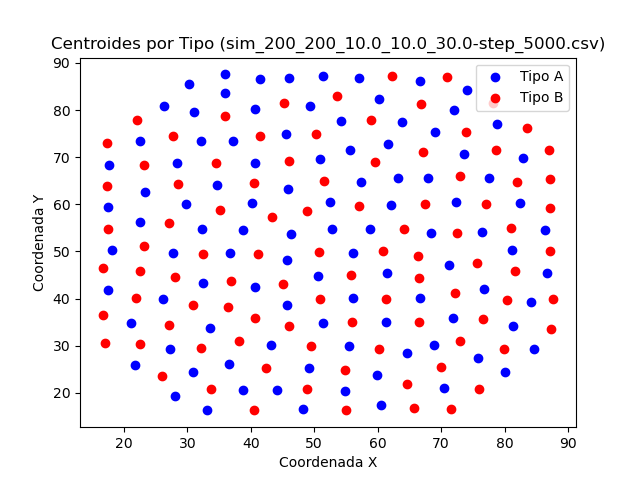 Centroides por Tipo (sim_200_200_10.0_10.0_30.0-step_5000.csv)
90
80
70
60
50
40
30
20
Coordenada Y
Tipo A
Tipo B
20 30 40 50 60 70 80 90
Coordenada X